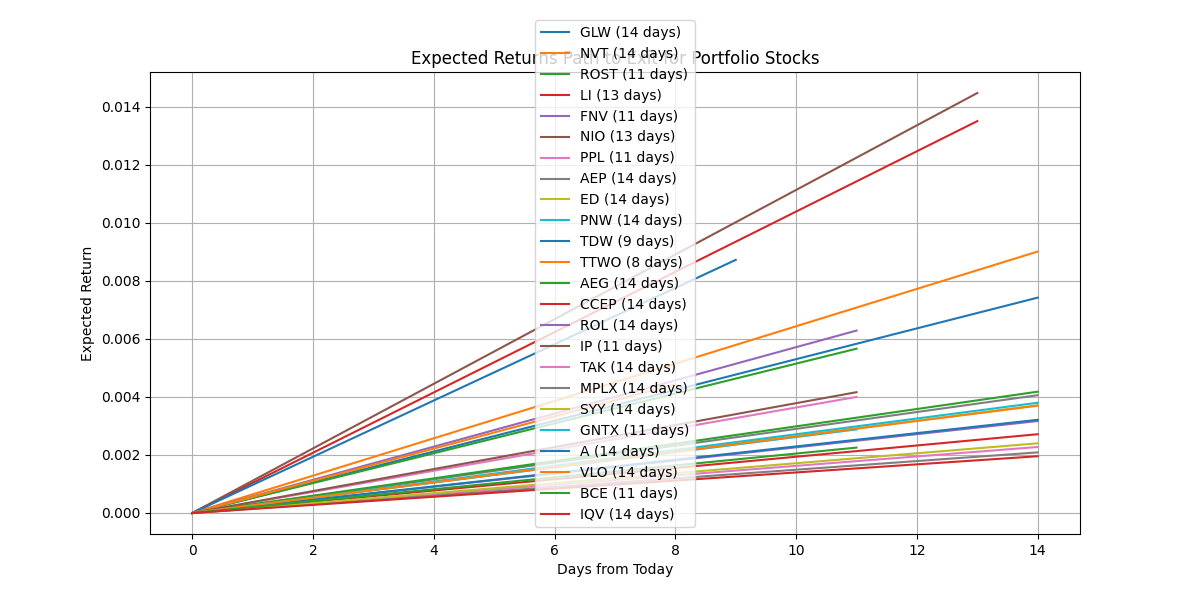 Expected Returns Path to Exit for Portfolio Stocks
GLW (14 days)
NVT (14 days)
ROST (11 days)
LI (13 days)
FNV (11 days)
NIO (13 days)
PPL (11 days)
AEP (14 days)
ED (14 days)
PNW (14 days)
TDW (9 days)
TTWO (8 days)
AEG (14 days)
CCEP (14 days)
ROL (14 days)
IP (11 days)
TAK (14 days)
MPLX (14 days)
SYY (14 days)
GNTX (11 days)
A (14 days)
VLO (14 days)
BCE (11 days)
IQV (14 days)
Expected Return
0.014
0.012
0.010
0.008
0.006
0.004
0.002
0.000
0 2 4 6 8 10 12 14
Days from Today